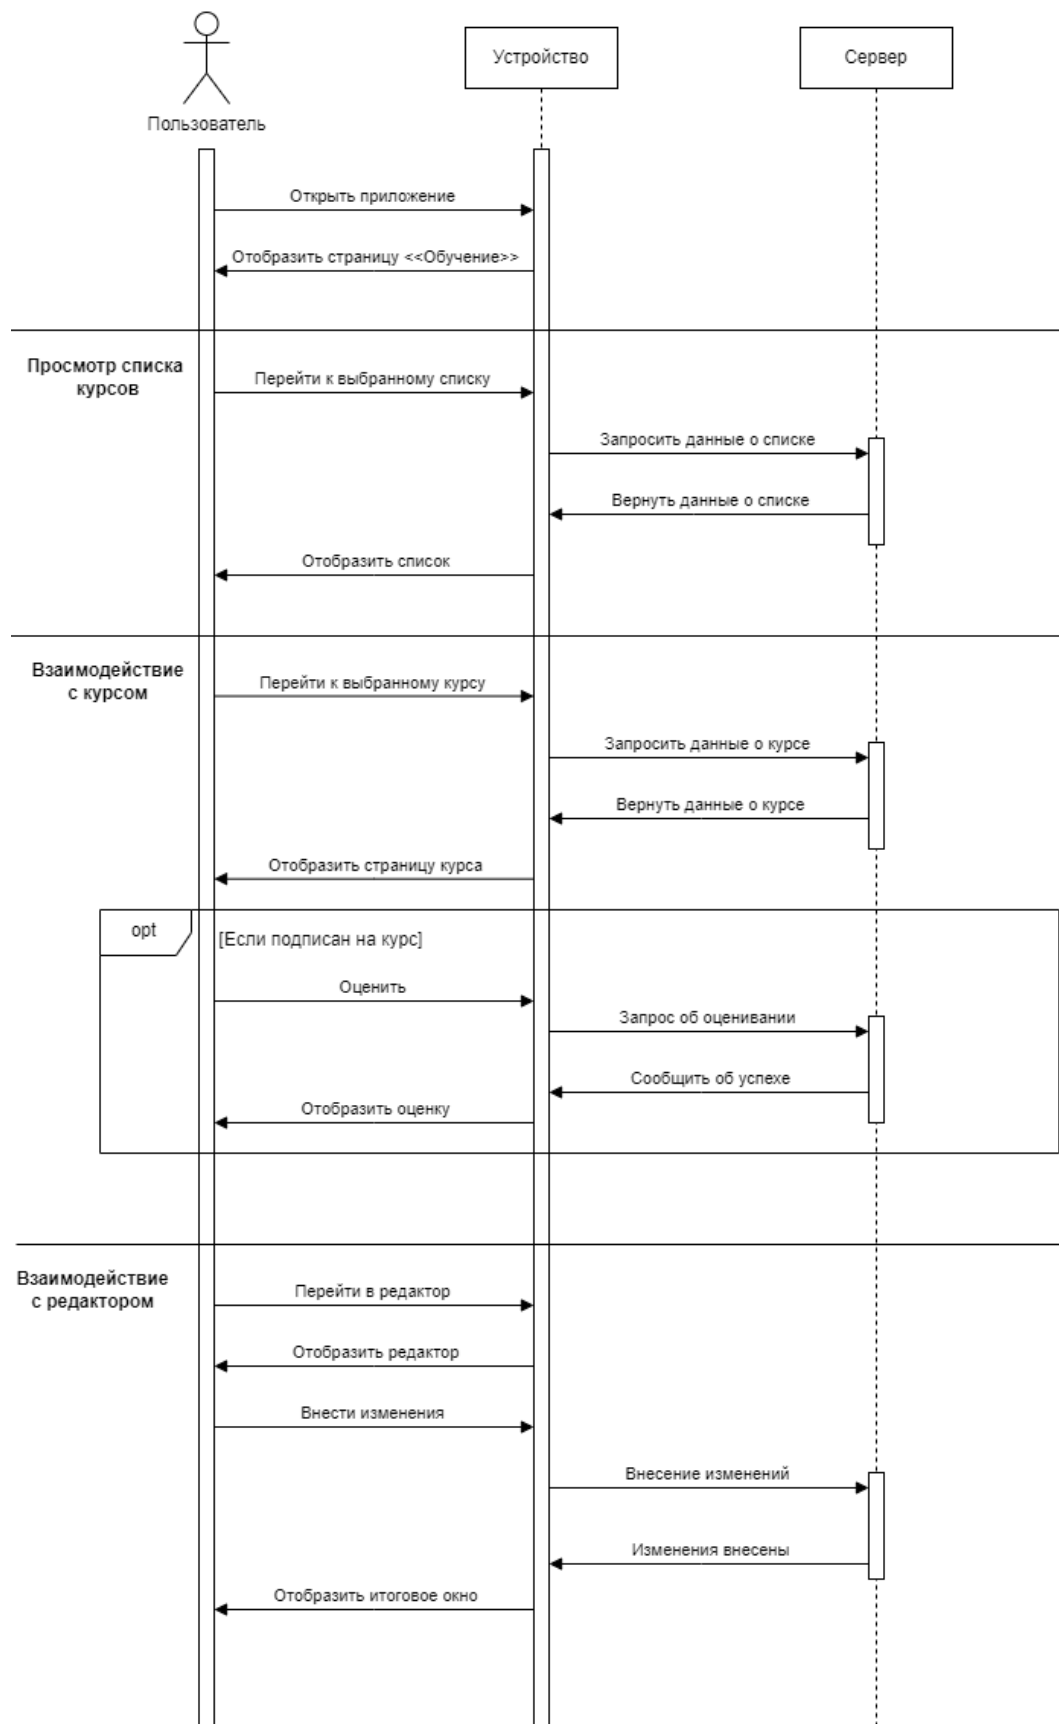 Пользователь
Устройство
Сервер
Открыть приложение
Отобразить страницу <<Обучение>>
Просмотр списка
курсов
Перейти к выбранному списку
Запросить данные о списке
Вернуть данные о списке
Отобразить список
Взаимодействие
с курсом
Перейти к выбранному курсу
Запросить данные о курсе
Вернуть данные о курсе
Отобразить страницу курса
opt
[Если подписан на курс]
Оценить
Запрос об оценивании
Сообщить об успехе
Отобразить оценку
Взаимодействие
с редактором
Перейти в редактор
Отобразить редактор
Внести изменения
Внесение изменений
Изменения внесены
Отобразить итоговое окно